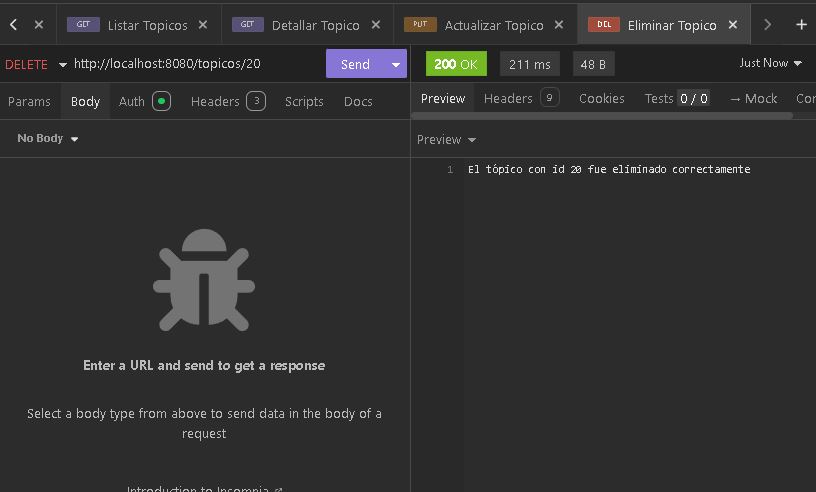 GET Listar Topicos
GET Detallar Topico
PUT Actualizar Topico
DEL Eliminar Topico
DELETE http://localhost:8080/topicos/20 Send
200 OK 211 ms 48 B Just Now
Params Body Auth Headers 3 Scripts Docs
Preview Headers 9 Cookies Tests 0 / 0 → Mock Cor
No Body
Preview
1 El tópico con id 20 fue eliminado correctamente
Enter a URL and send to get a response
Select a body type from above to send data in the body of a
request
Introduction to Insomnia